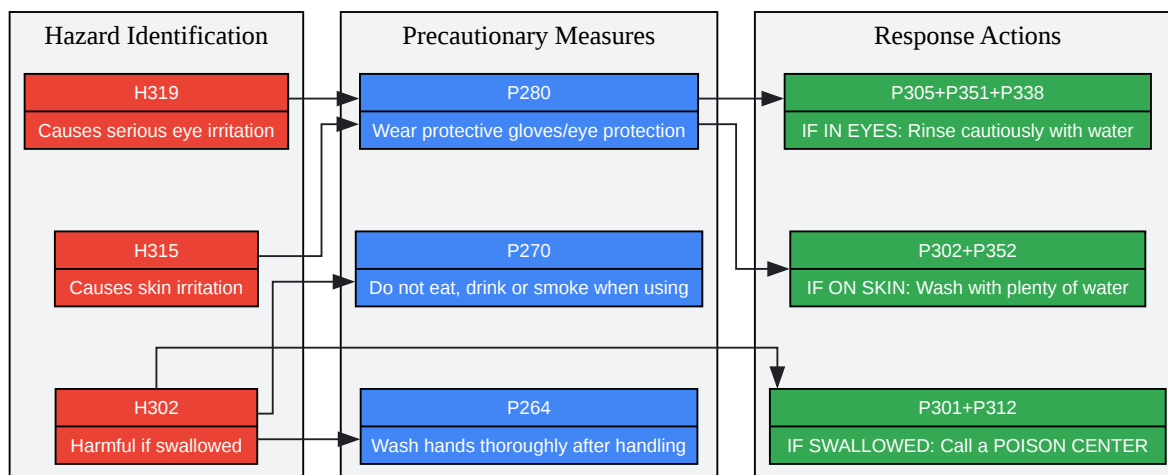 Hazard Identification
H319
Causes serious eye irritation
H315
Causes skin irritation
H302
Harmful if swallowed
Precautionary Measures
P280
Wear protective gloves/eye protection
P270
Do not eat, drink or smoke when using
P264
Wash hands thoroughly after handling
Response Actions
P305+P351+P338
IF IN EYES: Rinse cautiously with water
P302+P352
IF ON SKIN: Wash with plenty of water
P301+P312
IF SWALLOWED: Call a POISON CENTER